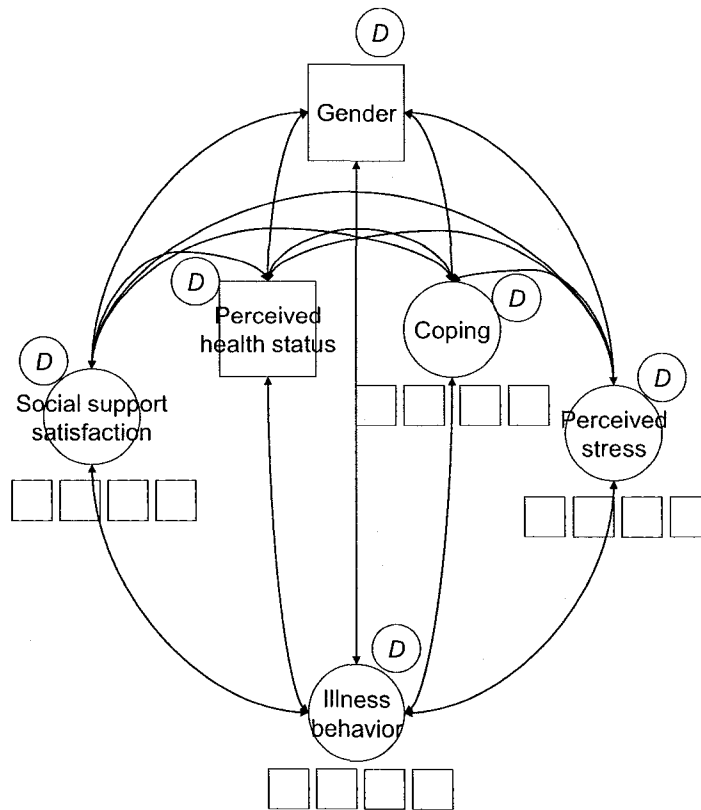 D
Gender
D
Perceived
health status
D
Coping
D
Social support
satisfaction
D
Perceived
stress
D
Illness
behavior